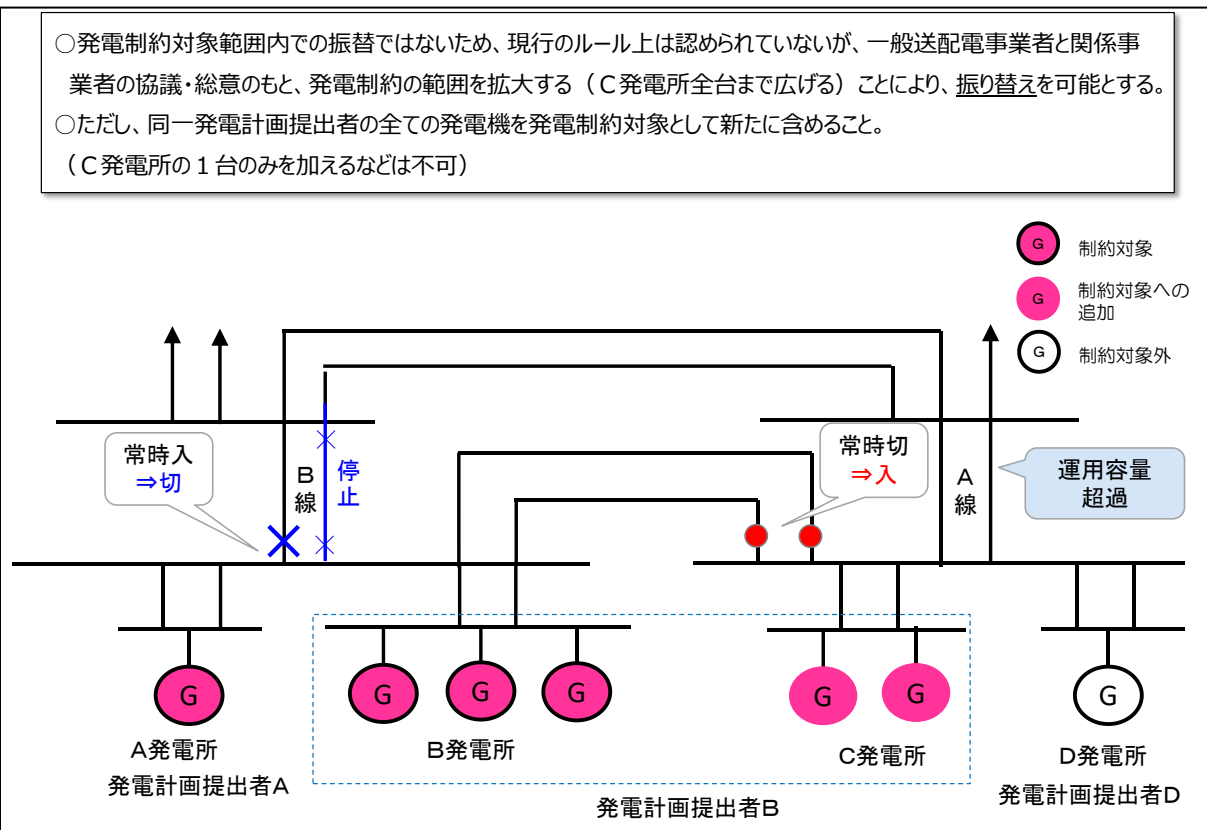 ○発電制約対象範囲内での振替ではないため、現行のルール上は認められていないが、一般送配電事業者と関係事
業者の協議・総意のもと、発電制約の範囲を拡大する（Ｃ発電所全台まで広げる）ことにより、振り替えを可能とする。
○ただし、同一発電計画提出者の全ての発電機を発電制約対象として新たに含めること。
（Ｃ発電所の１台のみを加えるなどは不可）
G 制約対象
G 制約対象への
追加
G 制約対象外
常時入
⇒切
B
線
停
止
常時切
⇒入
A
線
運用容量
超過
G
G
G
G
G
G
G
A発電所
B発電所
C発電所
D発電所
発電計画提出者A
発電計画提出者B
発電計画提出者D